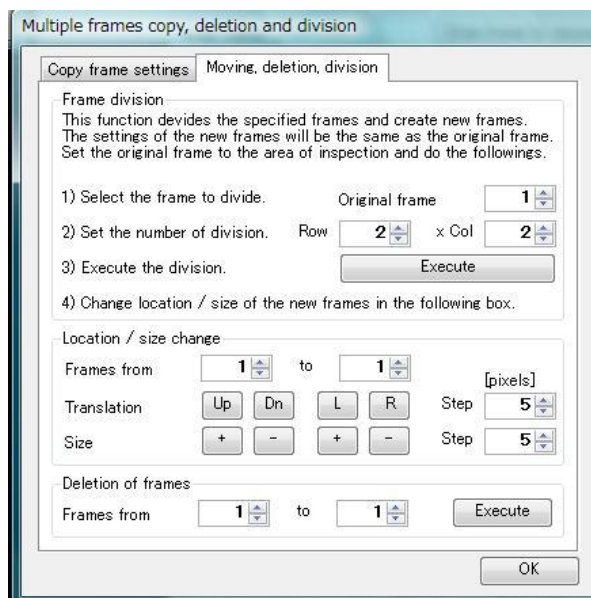 Multiple frames copy, deletion and division
Copy frame settings Moving, deletion, division
Frame division
This function devides the specified frames and create new frames.
The settings of the new frames will be the same as the original frame.
Set the original frame to the area of inspection and do the followings.
1) Select the frame to divide. Original frame 1
2) Set the number of division. Row 2 x Col 2
3) Execute the division. Execute
4) Change location / size of the new frames in the following box.
Location / size change
Frames from 1 to 1
[pixels]
Translation Up Dn L R Step 5
Size + - + - Step 5
Deletion of frames
Frames from 1 to 1 Execute
OK